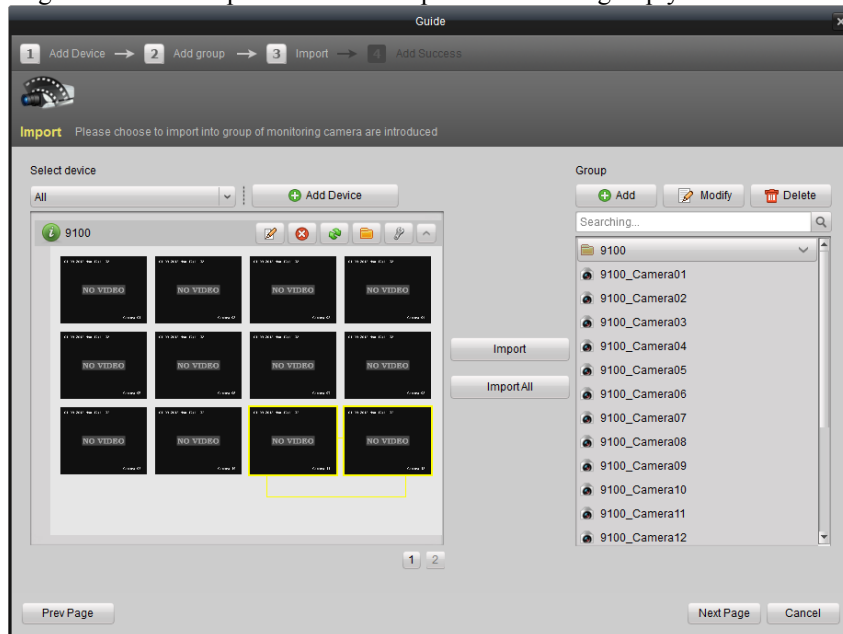 Guide
1 Add Device → 2 Add group → 3 Import → 4 Add Success
Import Please choose to import into group of monitoring camera are introduced
Select device
All
Add Device
9100
NO VIDEO NO VIDEO NO VIDEO NO VIDEO
NO VIDEO NO VIDEO NO VIDEO NO VIDEO
NO VIDEO NO VIDEO NO VIDEO NO VIDEO
1 2
Import
Import All
Group
Add Modify Delete
Searching...
9100
9100_Camera01
9100_Camera02
9100_Camera03
9100_Camera04
9100_Camera05
9100_Camera06
9100_Camera07
9100_Camera08
9100_Camera09
9100_Camera10
9100_Camera11
9100_Camera12
Prev Page
Next Page Cancel